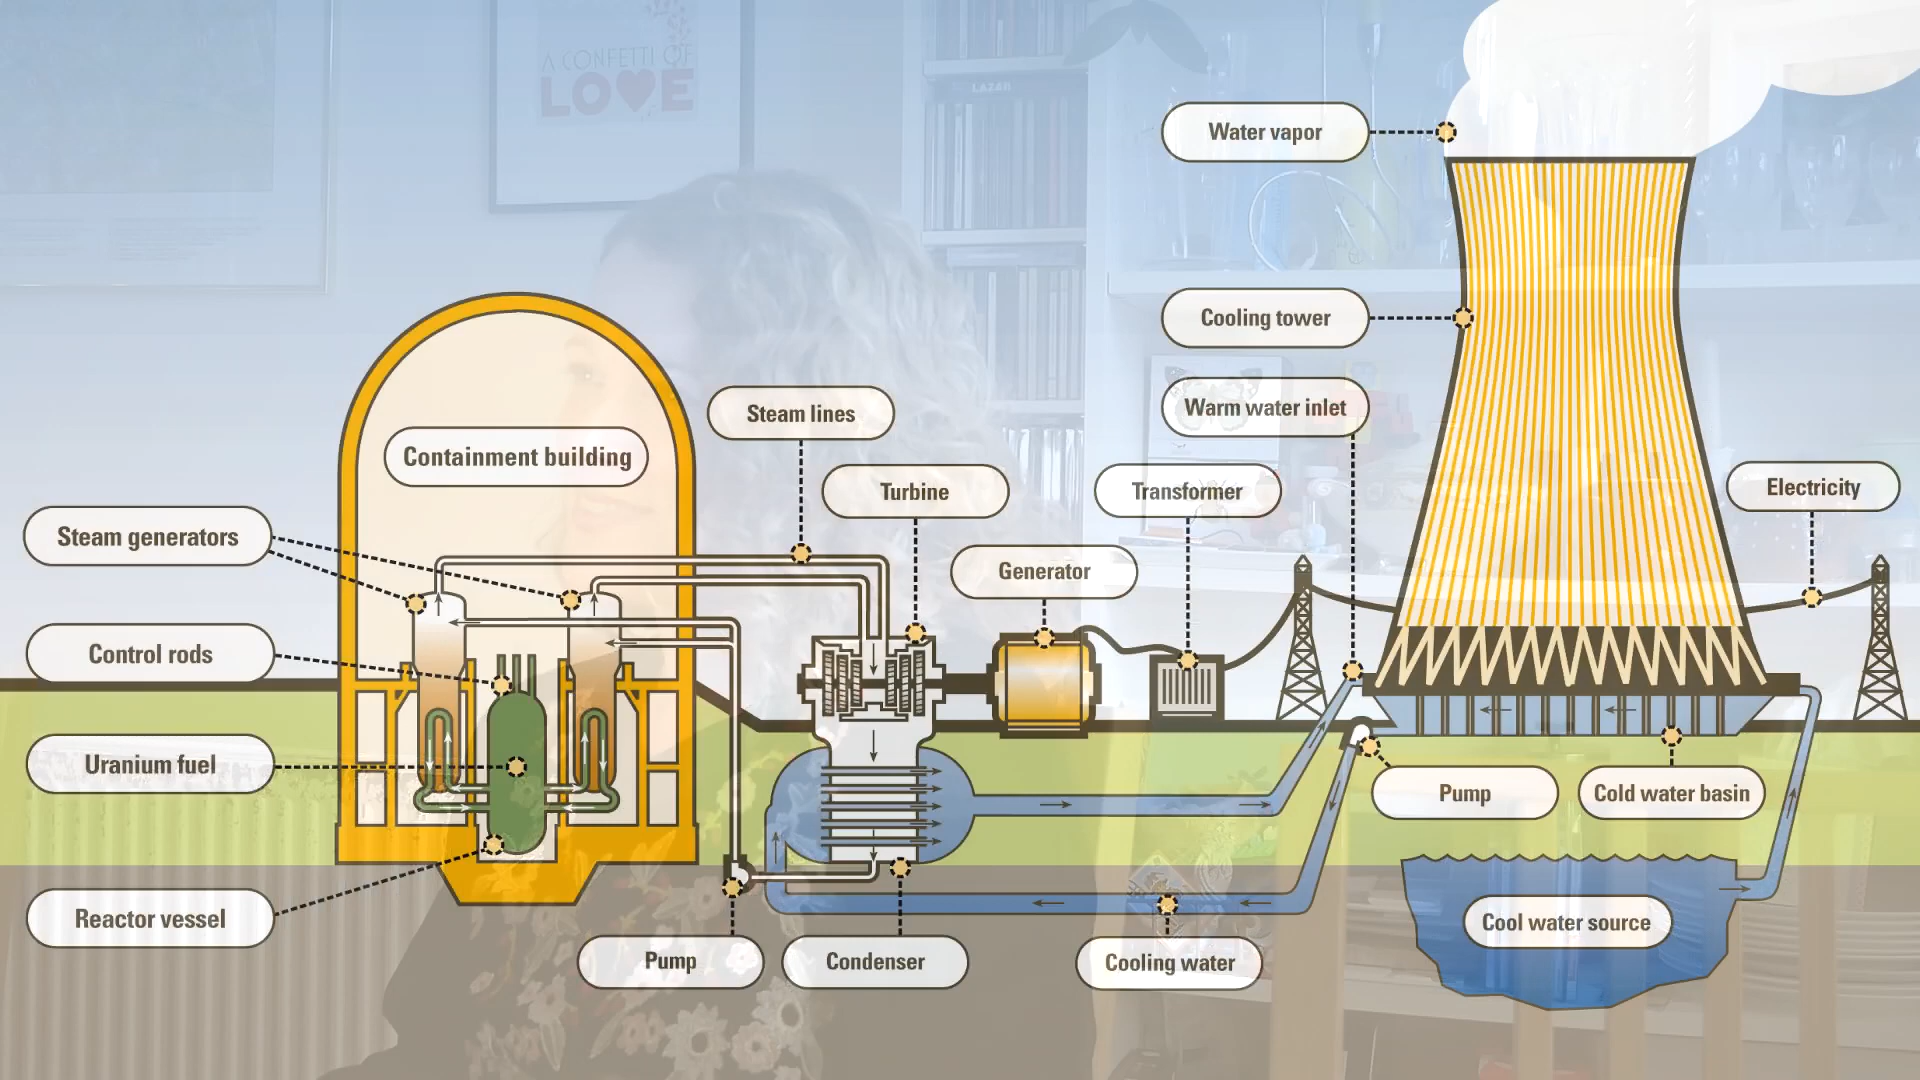 A CONFETTI OF
LOVE
LAZAR
Water vapor
Cooling tower
Warm water inlet
Steam lines
Containment building
Turbine
Transformer
Electricity
Steam generators
Generator
Control rods
Uranium fuel
Pump
Cold water basin
Reactor vessel
Cool water source
Pump
Condenser
Cooling water